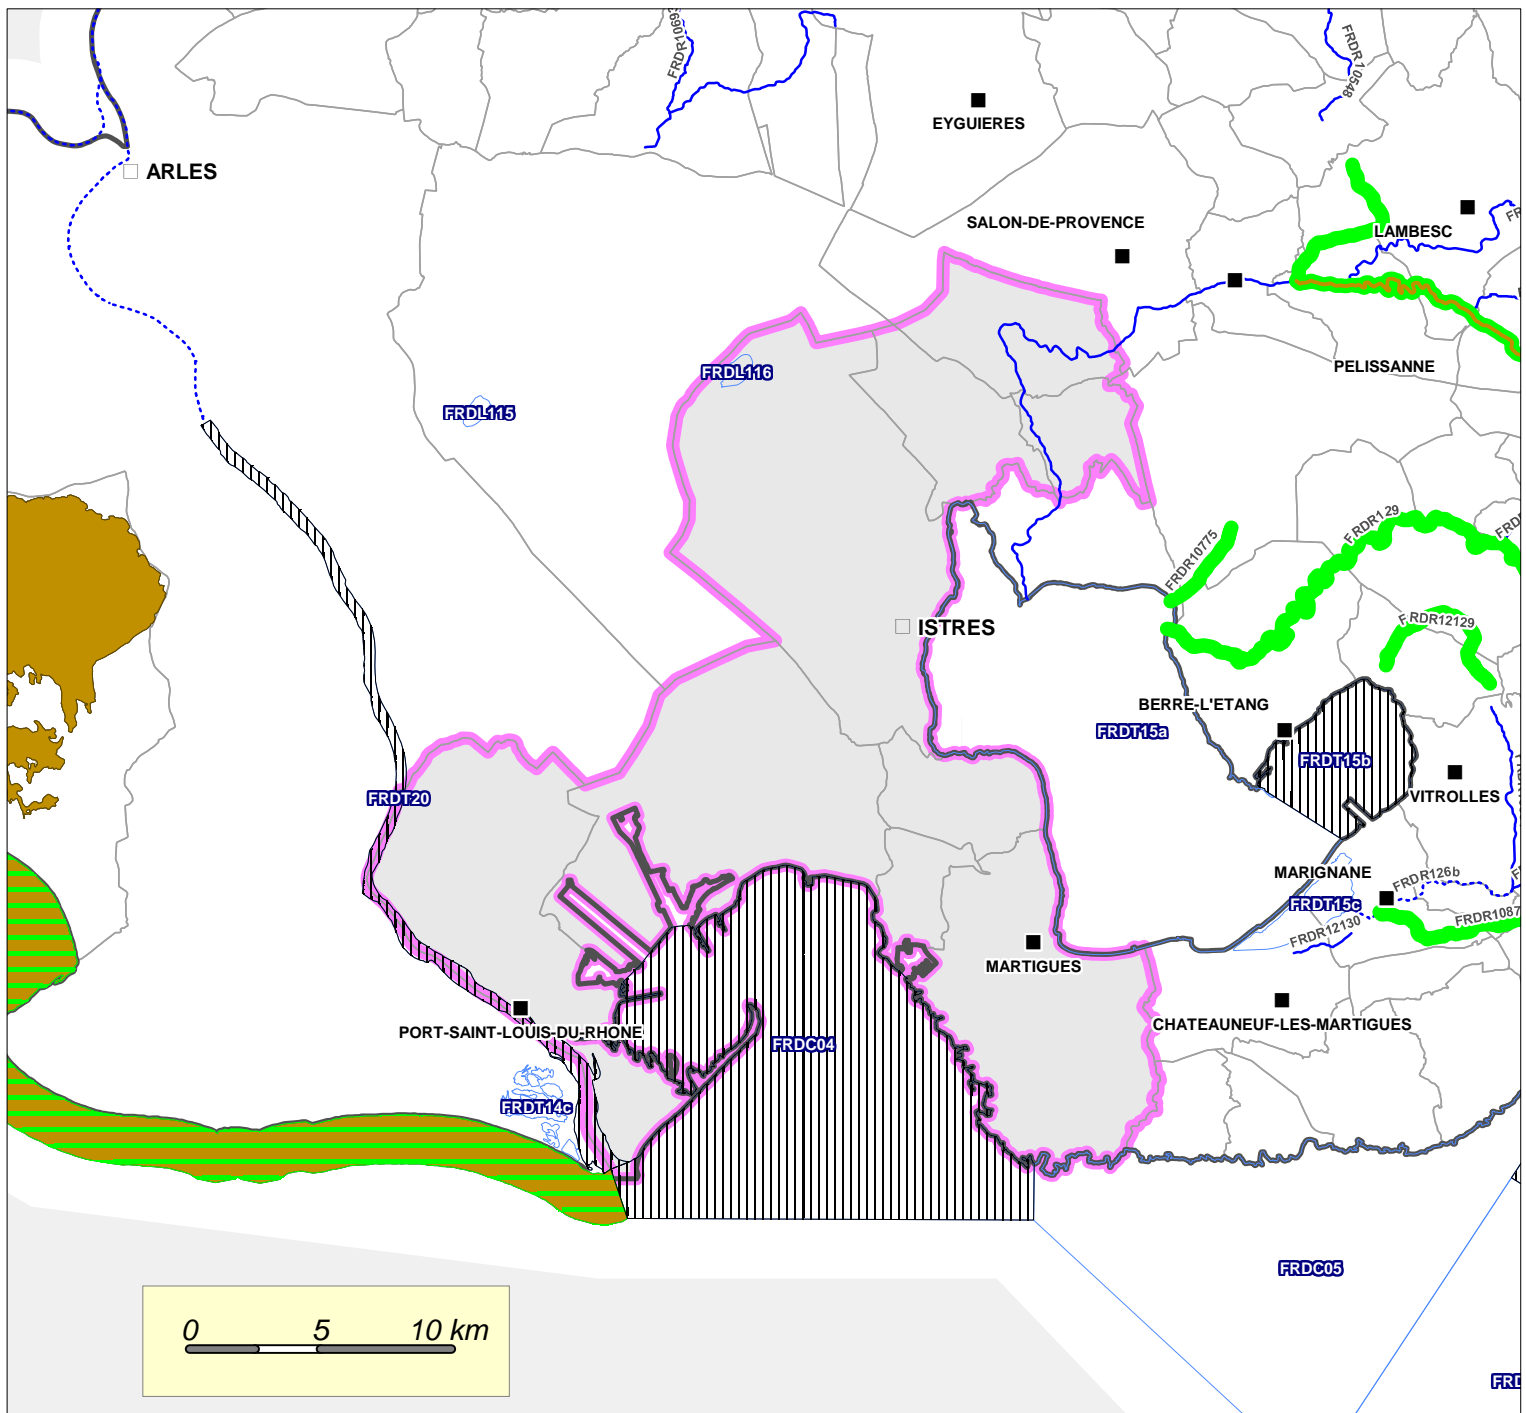 FRDR1069
FRDR10548
EYGUIERES
ARLES
SALON-DE-PROVENCE
LAMBESC
FR
PELISSANNE
FRDL116
FRDL115
FRDR129
FRDR10775
FRDR12129
ISTRES
BERRE-L'ETANG
FRDT15a
FRDT15b
VITROLLES
FRDT20
MARIGNANE
FRDR126b
FRDT15c
FRDR1087
FRDR12130
MARTIGUES
PORT-SAINT-LOUIS-DU-RHONE
CHATEAUNEUF-LES-MARTIGUES
FRDC04
FRDT14c
FRDC05
0 5 10 km